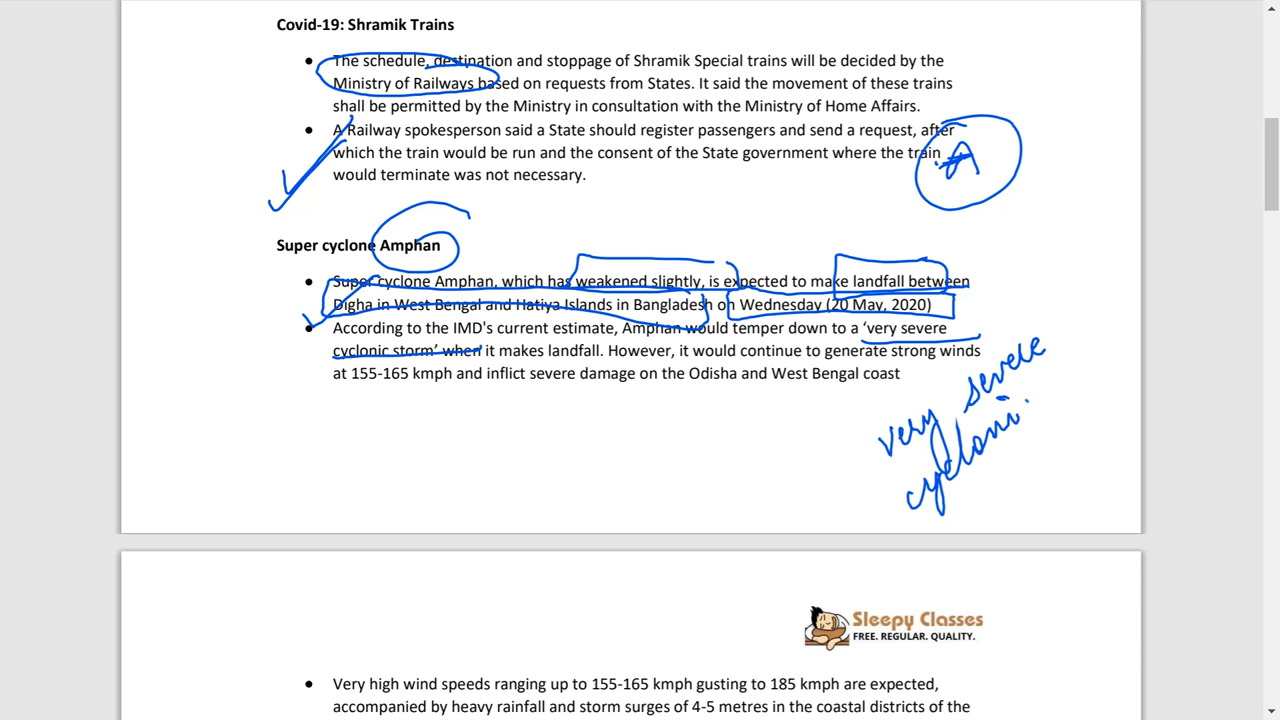 Covid-19: Shramik Trains
• The schedule, destination and stoppage of Shramik Special trains will be decided by the
Ministry of Railways based on requests from States. It said the movement of these trains
shall be permitted by the Ministry in consultation with the Ministry of Home Affairs.
• A Railway spokesperson said a State should register passengers and send a request, after
which the train would be run and the consent of the State government where the train
would terminate was not necessary.
A
Super cyclone Amphan
• Super cyclone Amphan, which has weakened slightly, is expected to make landfall between
Digha in West Bengal and Hatiya Islands in Bangladesh on Wednesday (20 May, 2020)
• According to the IMD's current estimate, Amphan would temper down to a ‘very severe
cyclonic storm’ when it makes landfall. However, it would continue to generate strong winds
at 155-165 kmph and inflict severe damage on the Odisha and West Bengal coast
very severe
cycloni
Sleepy Classes
FREE. REGULAR. QUALITY.
• Very high wind speeds ranging up to 155-165 kmph gusting to 185 kmph are expected,
accompanied by heavy rainfall and storm surges of 4-5 metres in the coastal districts of the